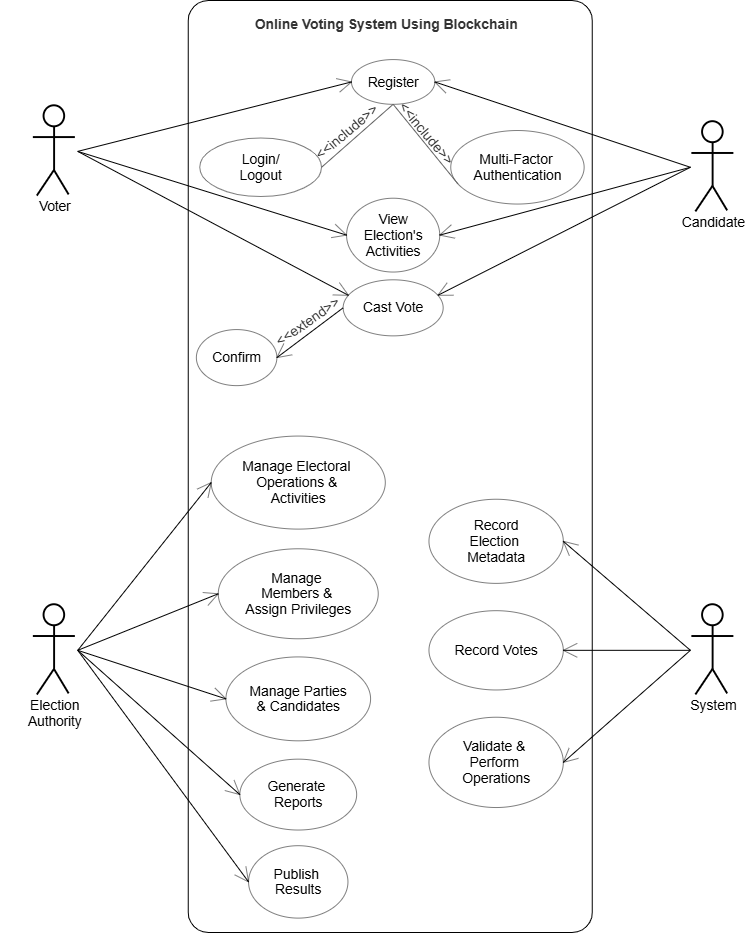 Online Voting System Using Blockchain
Register
<<include>>
<<include>>
Login/
Logout
Multi-Factor
Authentication
Voter
Candidate
View
Election's
Activities
<<extend>>
Cast Vote
Confirm
Manage Electoral
Operations &
Activities
Record
Election
Metadata
Manage
Members &
Assign Privileges
Record Votes
Election
Authority
System
Manage Parties
& Candidates
Validate &
Perform
Operations
Generate
Reports
Publish
Results